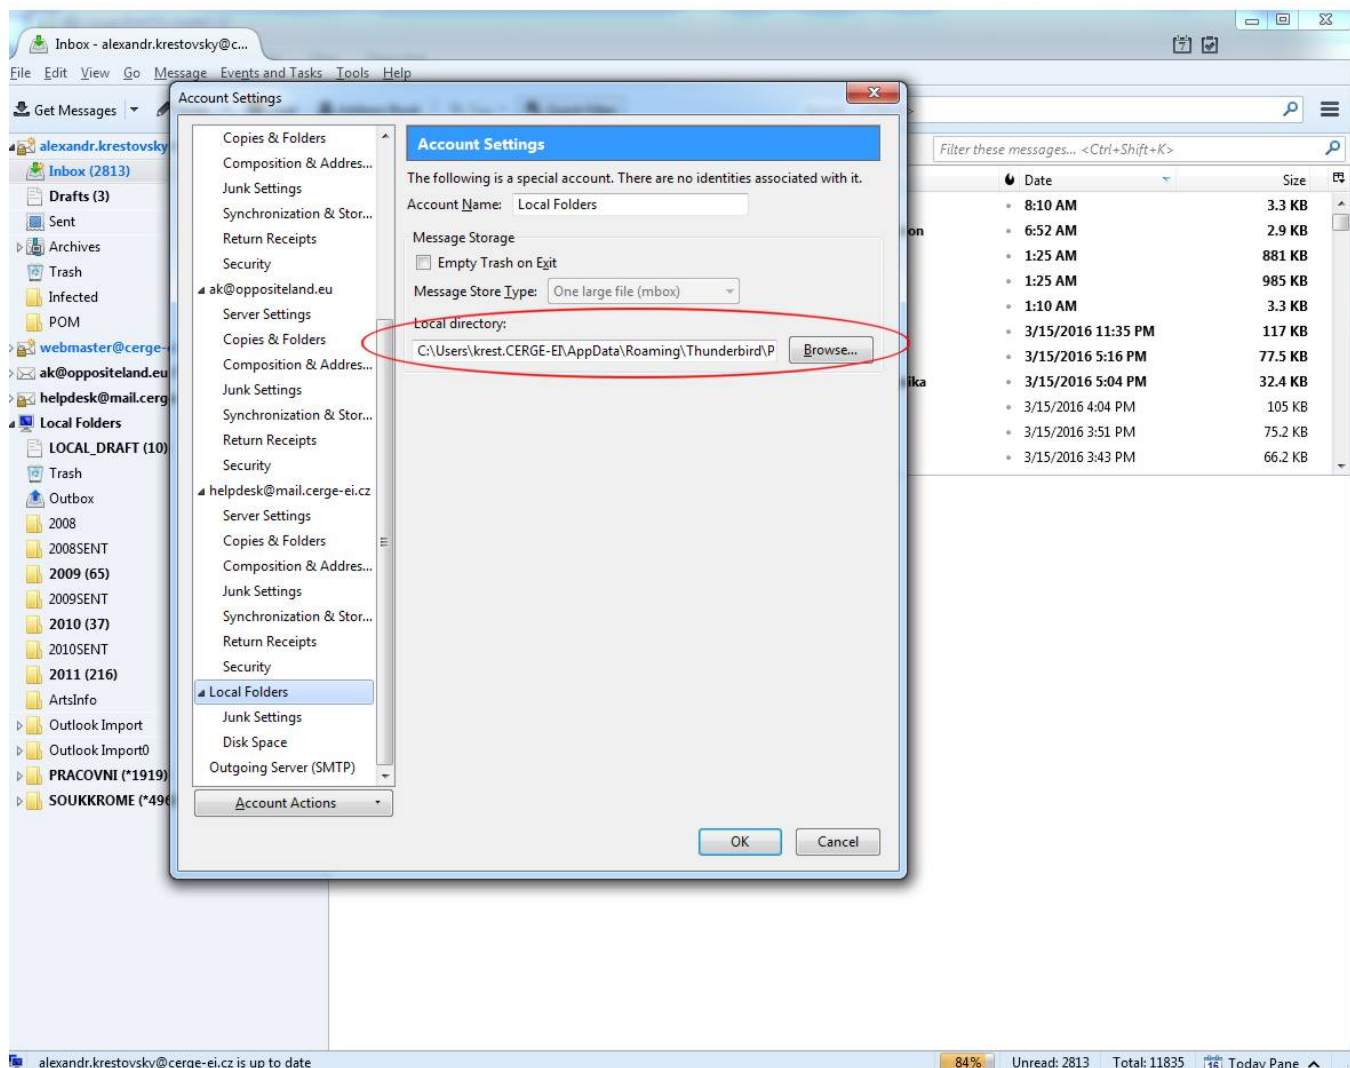 Inbox - alexandr.krestovsky@c...
File Edit View Go Message Events and Tasks Tools Help
Get Messages
Account Settings
alexandr.krestovsky
Inbox (2813)
Drafts (3)
Sent
Archives
Trash
Infected
POM
webmaster@cerge-
ak@oppositeland.eu
helpdesk@mail.cerg
Local Folders
LOCAL_DRAFT (10)
Trash
Outbox
2008
2008SENT
2009 (65)
2009SENT
2010 (37)
2010SENT
2011 (216)
ArtsInfo
Outlook Import
Outlook Import0
PRACOVNI (*1919)
SOUKKROME (*496
Copies & Folders
Composition & Addres...
Junk Settings
Synchronization & Stor...
Return Receipts
Security
ak@oppositeland.eu
Server Settings
Copies & Folders
Composition & Addres...
Junk Settings
Synchronization & Stor...
Return Receipts
Security
helpdesk@mail.cerge-ei.cz
Server Settings
Copies & Folders
Composition & Addres...
Junk Settings
Synchronization & Stor...
Return Receipts
Security
Local Folders
Junk Settings
Disk Space
Outgoing Server (SMTP)
Account Actions
Account Settings
The following is a special account. There are no identities associated with it.
Account Name: Local Folders
Message Storage
Empty Trash on Exit
Message Store Type: One large file (mbox)
Local directory:
C:\Users\krest.CERGE-EI\AppData\Roaming\Thunderbird\P Browse...
OK Cancel
Filter these messages... <Ctrl+Shift+K>
Date Size
8:10 AM 3.3 KB
on 6:52 AM 2.9 KB
1:25 AM 881 KB
1:25 AM 985 KB
1:10 AM 3.3 KB
3/15/2016 11:35 PM 117 KB
3/15/2016 5:16 PM 77.5 KB
ika 3/15/2016 5:04 PM 32.4 KB
3/15/2016 4:04 PM 105 KB
3/15/2016 3:51 PM 75.2 KB
3/15/2016 3:43 PM 66.2 KB
alexandr.krestovsky@cerge-ei.cz is up to date
84% Unread: 2813 Total: 11835 16 Today Pane